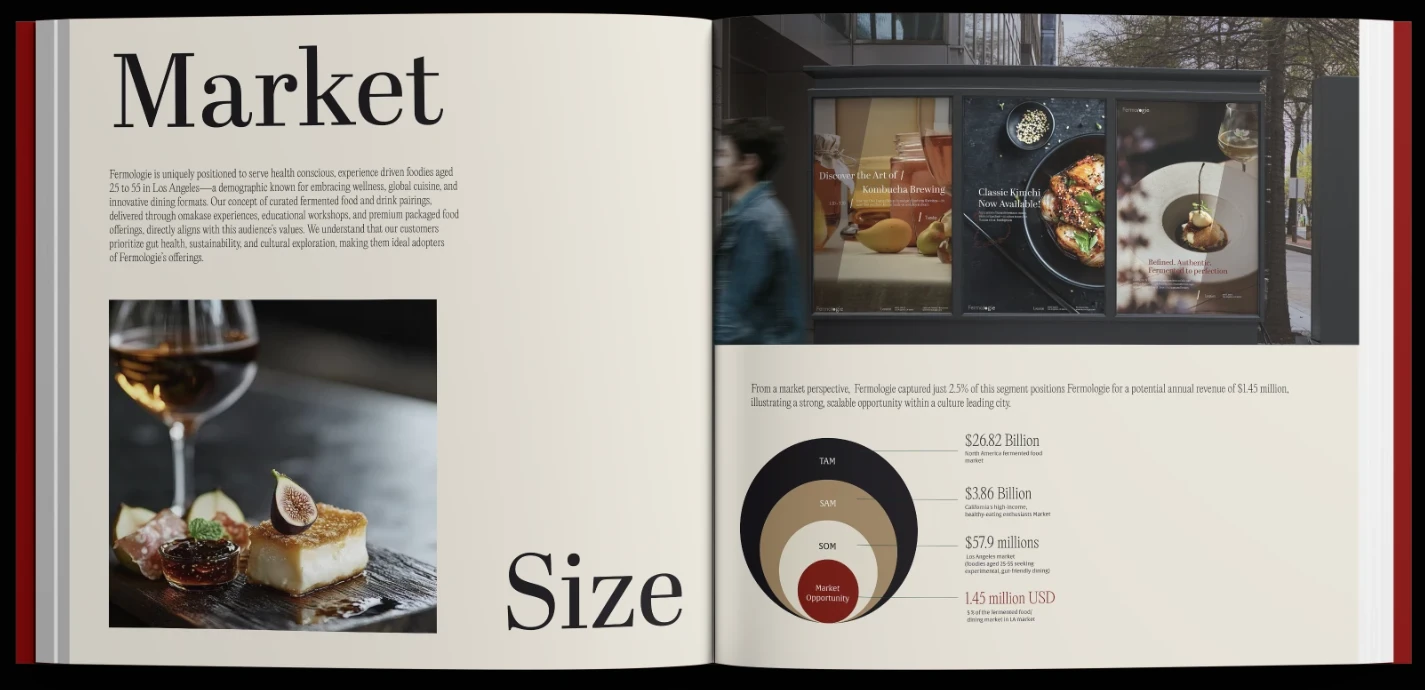 Market
Fermologie is uniquely positioned to serve health conscious, experience driven foodies aged
25 to 55 in Los Angeles—a demographic known for embracing wellness, global cuisine, and
innovative dining formats. Our concept of curated fermented food and drink pairings,
delivered through omakase experiences, educational workshops, and premium packaged food
offerings, directly aligns with this audience's values. We understand that our customers
prioritize gut health, sustainability, and cultural exploration, making them ideal adopters
of Fermologie's offerings.
Size
Discover the Art of /
Kombucha Brewing
Fermologie
Classic Kimchi
Now Available!
Fermologie
Fermologie
Refined. Authentic.
Fermented to perfection
From a market perspective, Fermologie captured just 2.5% of this segment positions Fermologie for a potential annual revenue of $1.45 million,
illustrating a strong, scalable opportunity within a culture leading city.
TAM
SAM
SOM
Market
Opportunity
$26.82 Billion
North America Fermented food
market
$3.86 Billion
California's high-income,
healthy-eating enthusiasts Market
$57.9 millions
Los Angeles market
(foodies aged 25-55 seeking
experimental, gut-friendly dining)
1.45 million USD
of the fermented food;
dining market in LA market